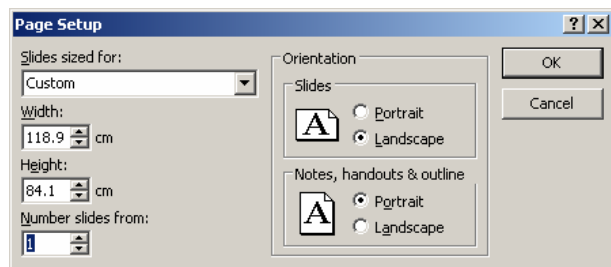 Page Setup
Slides sized for:
Custom
Width:
118.9 cm
Height:
84.1 cm
Number slides from:
1
Orientation
Slides
A
Portrait
Landscape
Notes, handouts & outline
A
Portrait
Landscape
OK
Cancel